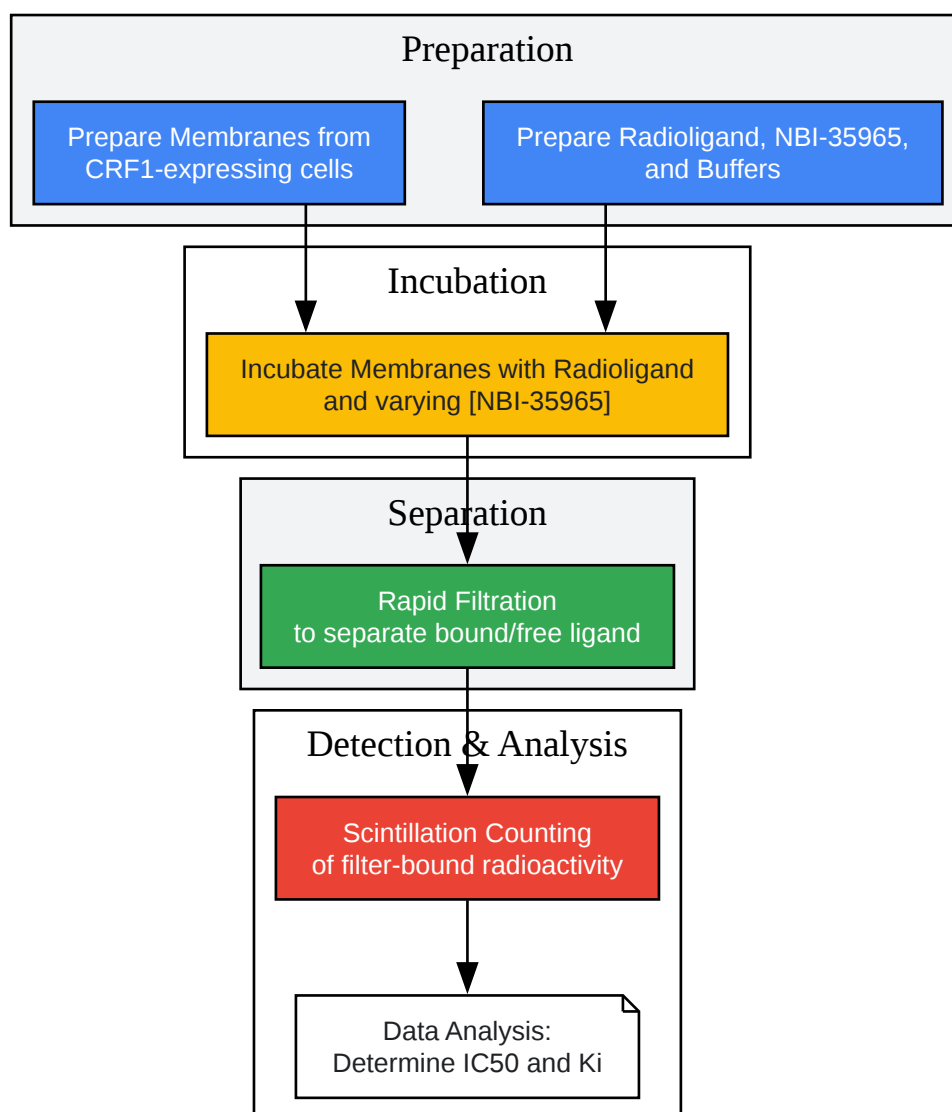 Preparation
Prepare Membranes from
CRF1-expressing cells
Prepare Radioligand, NBI-35965,
and Buffers
Incubation
Incubate Membranes with Radioligand
and varying [NBI-35965]
Separation
Rapid Filtration
to separate bound/free ligand
Detection & Analysis
Scintillation Counting
of filter-bound radioactivity
Data Analysis:
Determine IC50 and Ki